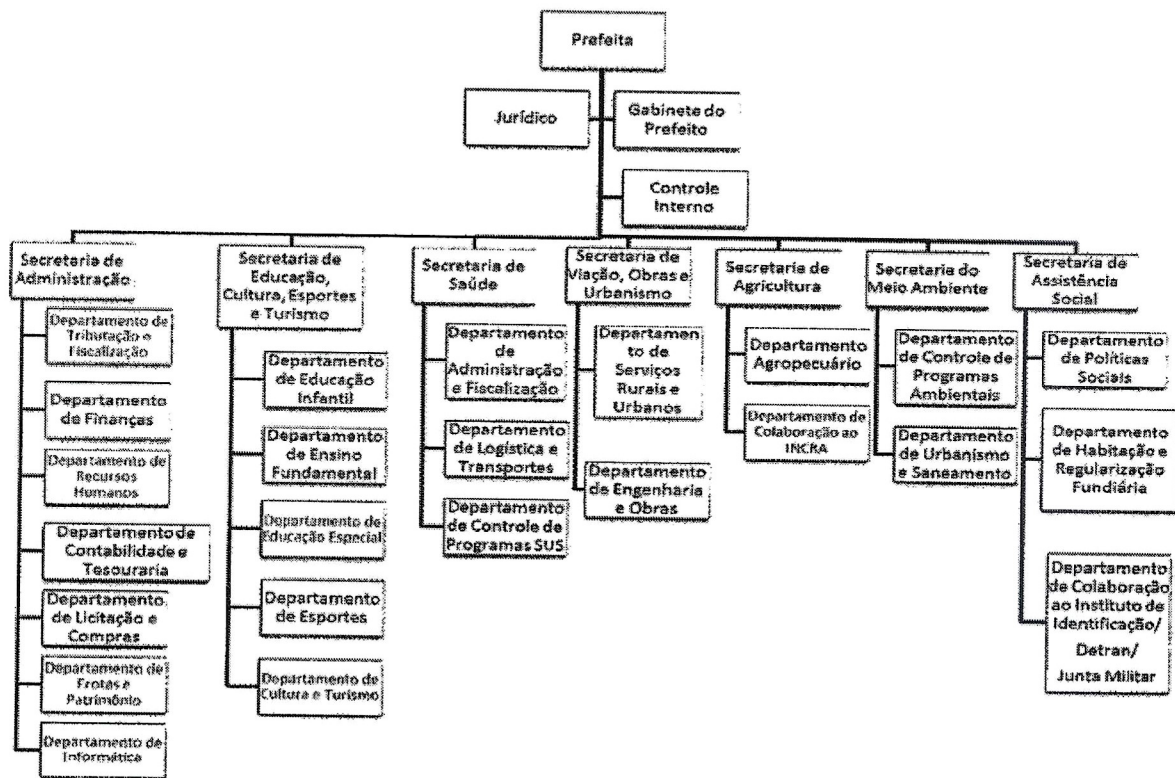 Prefeita
Jurídico
Gabinete do
Prefeito
Controle
Interno
Secretaria de
Administração
Departamento de
Tributação e
Fiscalização
Departamento
de Finanças
Departamento de
Recursos
Humanos
Departamento de
Contabilidade e
Tesouraria
Departamento
de Licitação e
Compras
Departamento de
Frotas e
Patrimônio
Departamento de
Informática
Secretaria de
Educação,
Cultura, Esportes
e Turismo
Departamento
de Educação
Infantil
Departamento
de Ensino
Fundamental
Departamento de
Educação Especial
Departamento
de Esportes
Departamento de
Cultura e Turismo
Secretaria de
Saúde
Departamento
de
Administração
e Fiscalização
Departamento
de Logística e
Transportes
Departamento
de Controle de
Programas SUS
Secretaria de
Viação, Obras e
Urbanismo
Departamen
to de
Serviços
Rurais e
Urbanos
Departamento
de Engenharia
e Obras
Secretaria de
Agricultura
Departamento
Agropecuário
Departamento de
Colaboração ao
INCRA
Secretaria do
Meio Ambiente
Departamento
de Controle de
Programas
Ambientais
Departamento
de Urbanismo
e Saneamento
Secretaria de
Assistência
Social
Departamento
de Políticas
Sociais
Departamento
de Habitação e
Regularização
Fundiária
Departamento
de Colaboração
ao Instituto de
Identificação/
Detran/
Junta Militar